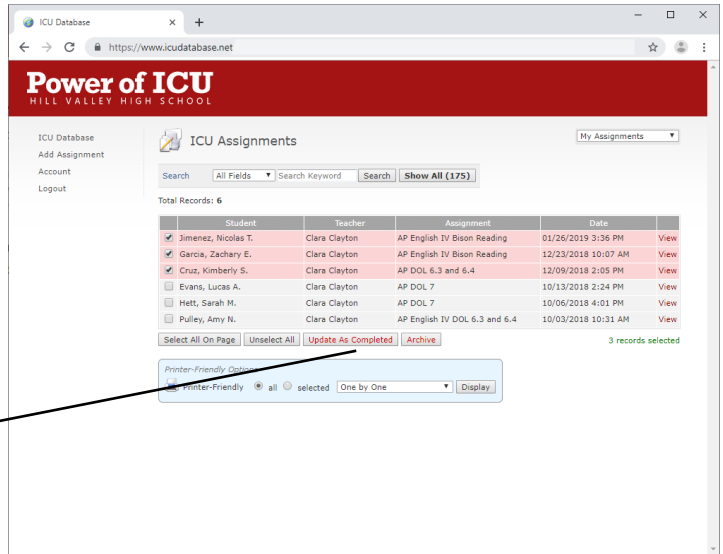 ICU Database
https://www.icudatabase.net
Power of ICU
HILL VALLEY HIGH SCHOOL
ICU Database
Add Assignment
Account
Logout
ICU Assignments
My Assignments
Search All Fields Search Keyword Search Show All (175)
Total Records: 6
Student Teacher Assignment Date
Jimenez, Nicolas T. Clara Clayton AP English IV Bison Reading 01/26/2019 3:36 PM View
Garcia, Zachary E. Clara Clayton AP English IV Bison Reading 12/23/2018 10:07 AM View
Cruz, Kimberly S. Clara Clayton AP DOL 6.3 and 6.4 12/09/2018 2:05 PM View
Evans, Lucas A. Clara Clayton AP DOL 7 10/13/2018 2:24 PM View
Hett, Sarah M. Clara Clayton AP DOL 7 10/06/2018 4:01 PM View
Pulley, Amy N. Clara Clayton AP English IV DOL 6.3 and 6.4 10/03/2018 10:31 AM View
Select All On Page Unselect All Update As Completed Archive 3 records selected
Printer-Friendly Options
Printer-Friendly all selected One by One Display